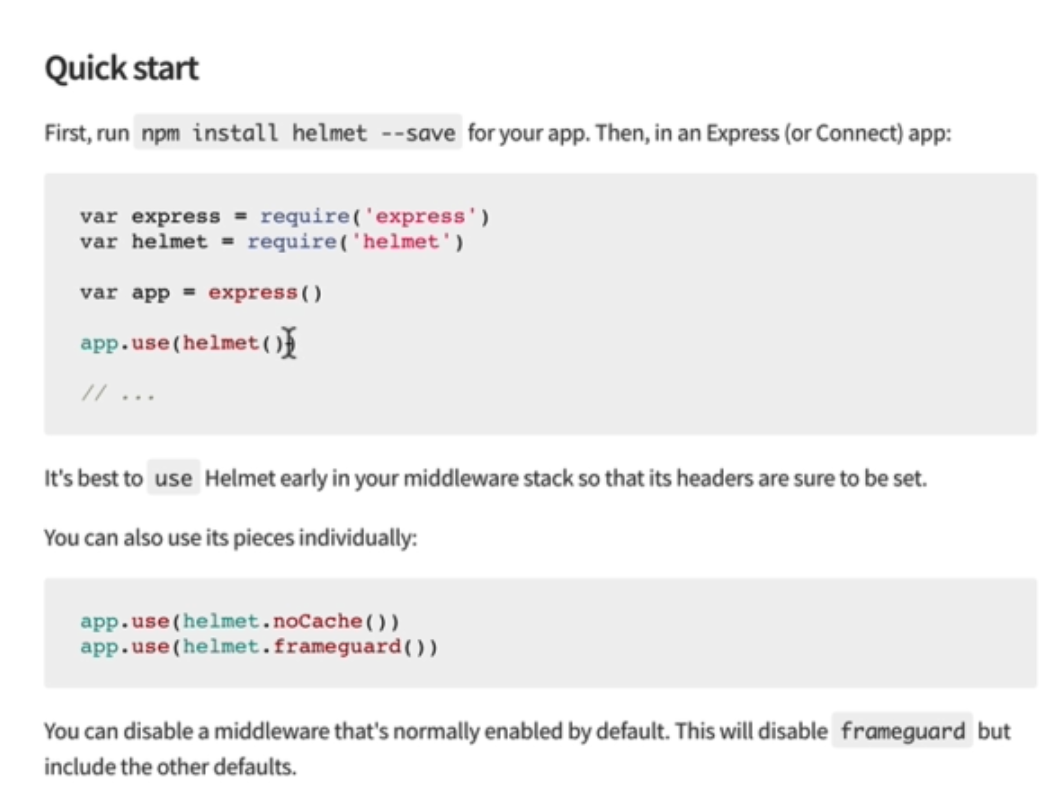 Quick start
First, run npm install helmet --save for your app. Then, in an Express (or Connect) app:
var express = require('express')
var helmet = require('helmet')
var app = express()
app.use(helmet())
// ...
It's best to use Helmet early in your middleware stack so that its headers are sure to be set.
You can also use its pieces individually:
app.use(helmet.noCache())
app.use(helmet.frameguard())
You can disable a middleware that's normally enabled by default. This will disable frameguard but
include the other defaults.